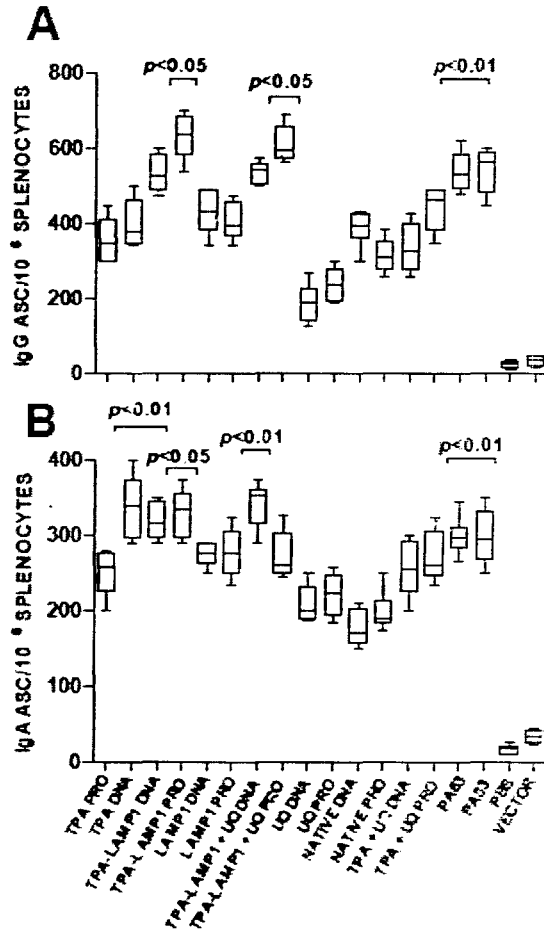 A
p<0.05
p<0.05
p<0.01
800
600
400
200
0
IgG ASC/10 6 SPLENOCYTES
B
p<0.01
p<0.05
p<0.01
p<0.01
400
300
200
100
0
IgA ASC/10 6 SPLENOCYTES
TPA PRO
TPA DNA
TPA-LAMP1 DNA
TPA-LAMP1 PRO
LAMP1 DNA
LAMP1 PRO
TPA-LAMP1 + UQ DNA
TPA-LAMP1 + UQ PRO
UQ DNA
UQ PRO
NATIVE DNA
NATIVE PRO
TPA + UQ DNA
TPA + UQ PRO
PA63
PA83
PBS
VECTOR